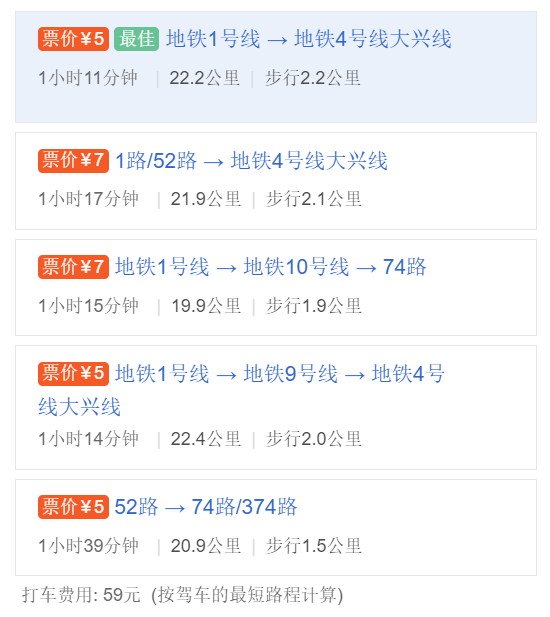 票价¥5 最佳 地铁1号线 → 地铁4号线大兴线
1小时11分钟 | 22.2公里 | 步行2.2公里
票价¥7 1路/52路 → 地铁4号线大兴线
1小时17分钟 | 21.9公里 | 步行2.1公里
票价¥7 地铁1号线 → 地铁10号线 → 74路
1小时15分钟 | 19.9公里 | 步行1.9公里
票价¥5 地铁1号线 → 地铁9号线 → 地铁4号
线大兴线
1小时14分钟 | 22.4公里 | 步行2.0公里
票价¥5 52路 → 74路/374路
1小时39分钟 | 20.9公里 | 步行1.5公里
打车费用: 59元 (按驾车的最短路程计算)